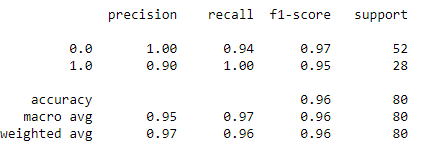 precision recall f1-score support
0.0 1.00 0.94 0.97 52
1.0 0.90 1.00 0.95 28
accuracy 0.96 80
macro avg 0.95 0.97 0.96 80
weighted avg 0.97 0.96 0.96 80